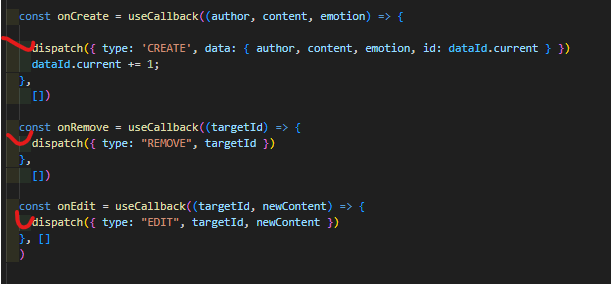 const onCreate = useCallback((author, content, emotion) => {
dispatch({ type: 'CREATE', data: { author, content, emotion, id: dataId.current } })
dataId.current += 1;
},
[])
const onRemove = useCallback((targetId) => {
dispatch({ type: "REMOVE", targetId })
},
[])
const onEdit = useCallback((targetId, newContent) => {
dispatch({ type: "EDIT", targetId, newContent })
}, []
)